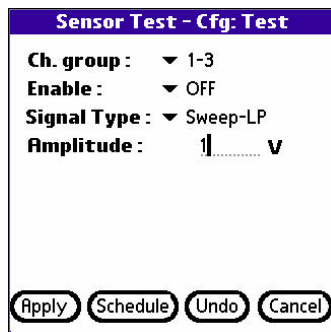 Sensor Test - Cfg: Test
Ch. group: 1-3
Enable: OFF
Signal Type: Sweep-LP
Amplitude: 1 V
Apply Schedule Undo Cancel